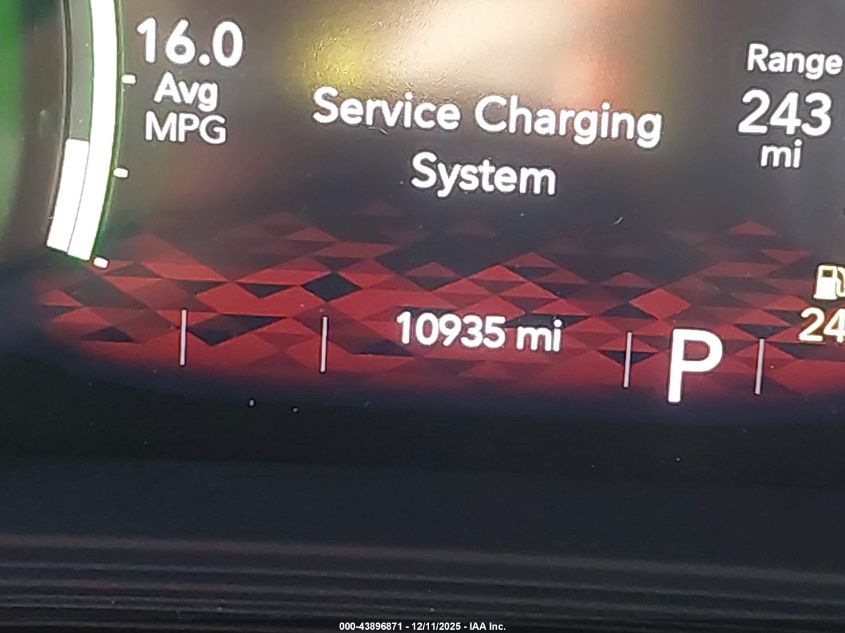 16.0
Avg
MPG
Service Charging
System
Range
243
mi
10935 mi
P
24
000-43896871 - 12/11/2025 - IAA Inc.